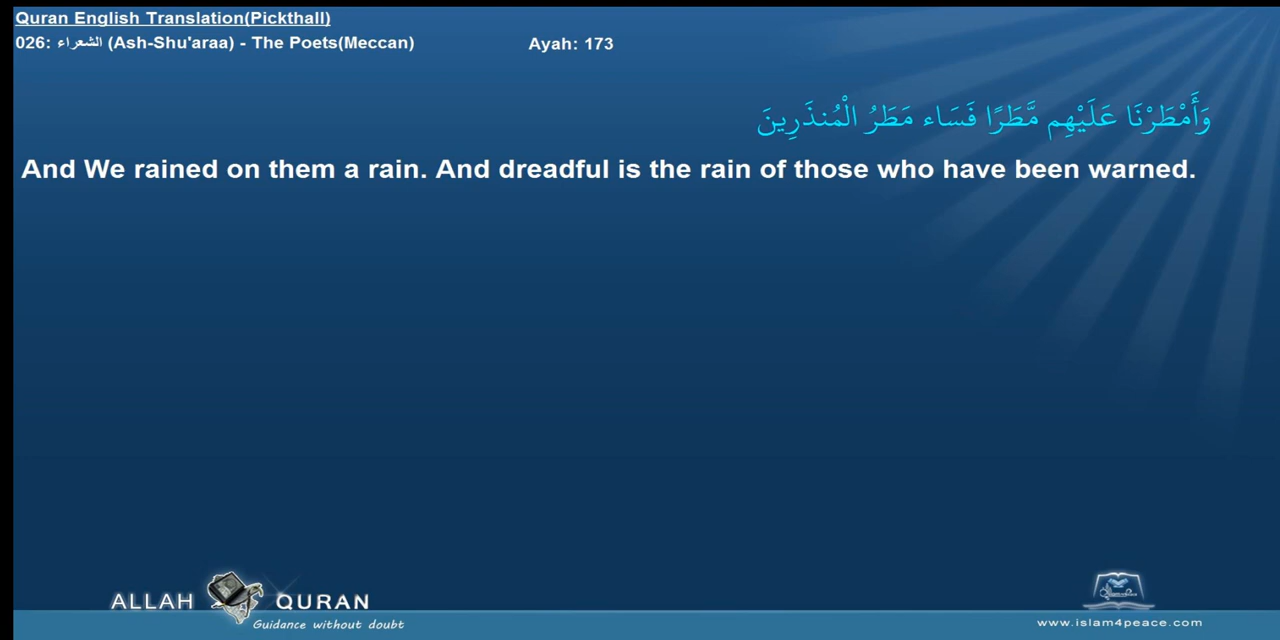 Quran English Translation(Pickthall)
026: الشعراء (Ash-Shu'araa) - The Poets(Meccan)
Ayah: 173
وَأَمْطَرْنَا عَلَيْهِم مَّطَرًا فَسَاء مَطَرُ الْمُنذَرِينَ
And We rained on them a rain. And dreadful is the rain of those who have been warned.
ALLAH QURAN
Guidance without doubt
www.islam4peace.com